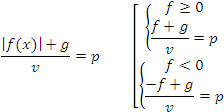 (|f(x)| + g)/v = p
[ { f ≥ 0
(f + g)/v = p
{ f < 0
(−f + g)/v = p